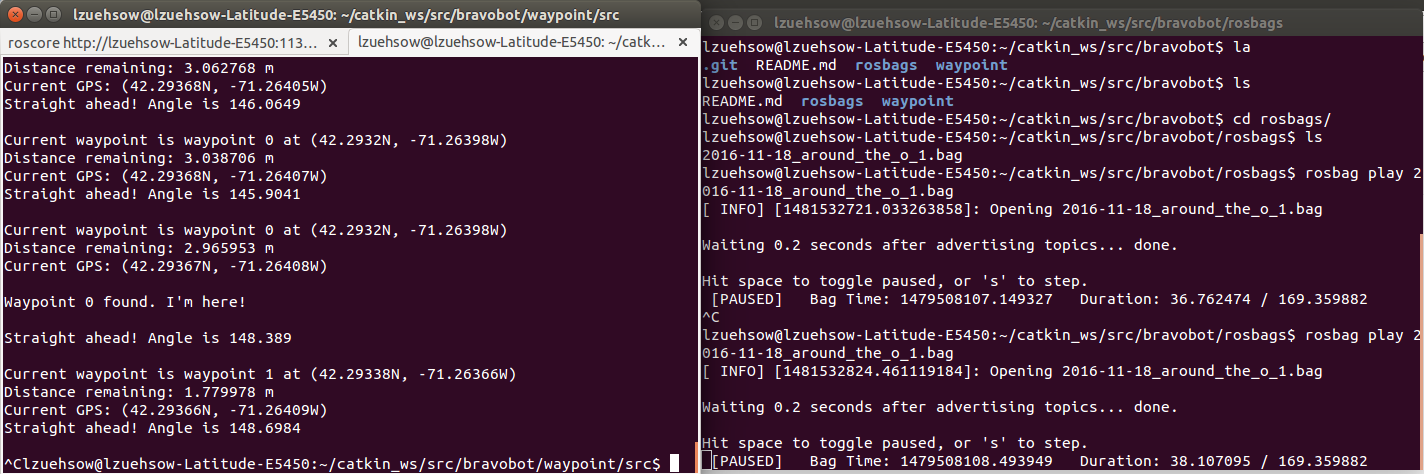 lzuehsow@lzuehsow-Latitude-E5450: ~/catkin_ws/src/bravobot/waypoint/src
roscore http://lzuehsow-Latitude-E5450:113...
lzuehsow@lzuehsow-Latitude-E5450: ~/catk...
Distance remaining: 3.062768 m
Current GPS: (42.29368N, -71.26405W)
Straight ahead! Angle is 146.0649
Current waypoint is waypoint 0 at (42.2932N, -71.26398W)
Distance remaining: 3.038706 m
Current GPS: (42.29368N, -71.26407W)
Straight ahead! Angle is 145.9041
Current waypoint is waypoint 0 at (42.2932N, -71.26398W)
Distance remaining: 2.965953 m
Current GPS: (42.29367N, -71.26408W)
Waypoint 0 found. I'm here!
Straight ahead! Angle is 148.389
Current waypoint is waypoint 1 at (42.29338N, -71.26366W)
Distance remaining: 1.779978 m
Current GPS: (42.29366N, -71.26409W)
Straight ahead! Angle is 148.6984
^Clzuehsow@lzuehsow-Latitude-E5450:~/catkin_ws/src/bravobot/waypoint/src$
lzuehsow@lzuehsow-Latitude-E5450: ~/catkin_ws/src/bravobot/rosbags
lzuehsow@lzuehsow-Latitude-E5450:~/catkin_ws/src/bravobot$ la
.git README.md rosbags waypoint
lzuehsow@lzuehsow-Latitude-E5450:~/catkin_ws/src/bravobot$ ls
README.md rosbags waypoint
lzuehsow@lzuehsow-Latitude-E5450:~/catkin_ws/src/bravobot$ cd rosbags/
lzuehsow@lzuehsow-Latitude-E5450:~/catkin_ws/src/bravobot/rosbags$ ls
2016-11-18_around_the_o_1.bag
lzuehsow@lzuehsow-Latitude-E5450:~/catkin_ws/src/bravobot/rosbags$ rosbag play 2
016-11-18_around_the_o_1.bag
[ INFO] [1481532721.033263858]: Opening 2016-11-18_around_the_o_1.bag
Waiting 0.2 seconds after advertising topics... done.
Hit space to toggle paused, or 's' to step.
[PAUSED] Bag Time: 1479508107.149327 Duration: 36.762474 / 169.359882
^C
lzuehsow@lzuehsow-Latitude-E5450:~/catkin_ws/src/bravobot/rosbags$ rosbag play 2
016-11-18_around_the_o_1.bag
[ INFO] [1481532824.461119184]: Opening 2016-11-18_around_the_o_1.bag
Waiting 0.2 seconds after advertising topics... done.
Hit space to toggle paused, or 's' to step.
[PAUSED] Bag Time: 1479508108.493949 Duration: 38.107095 / 169.359882